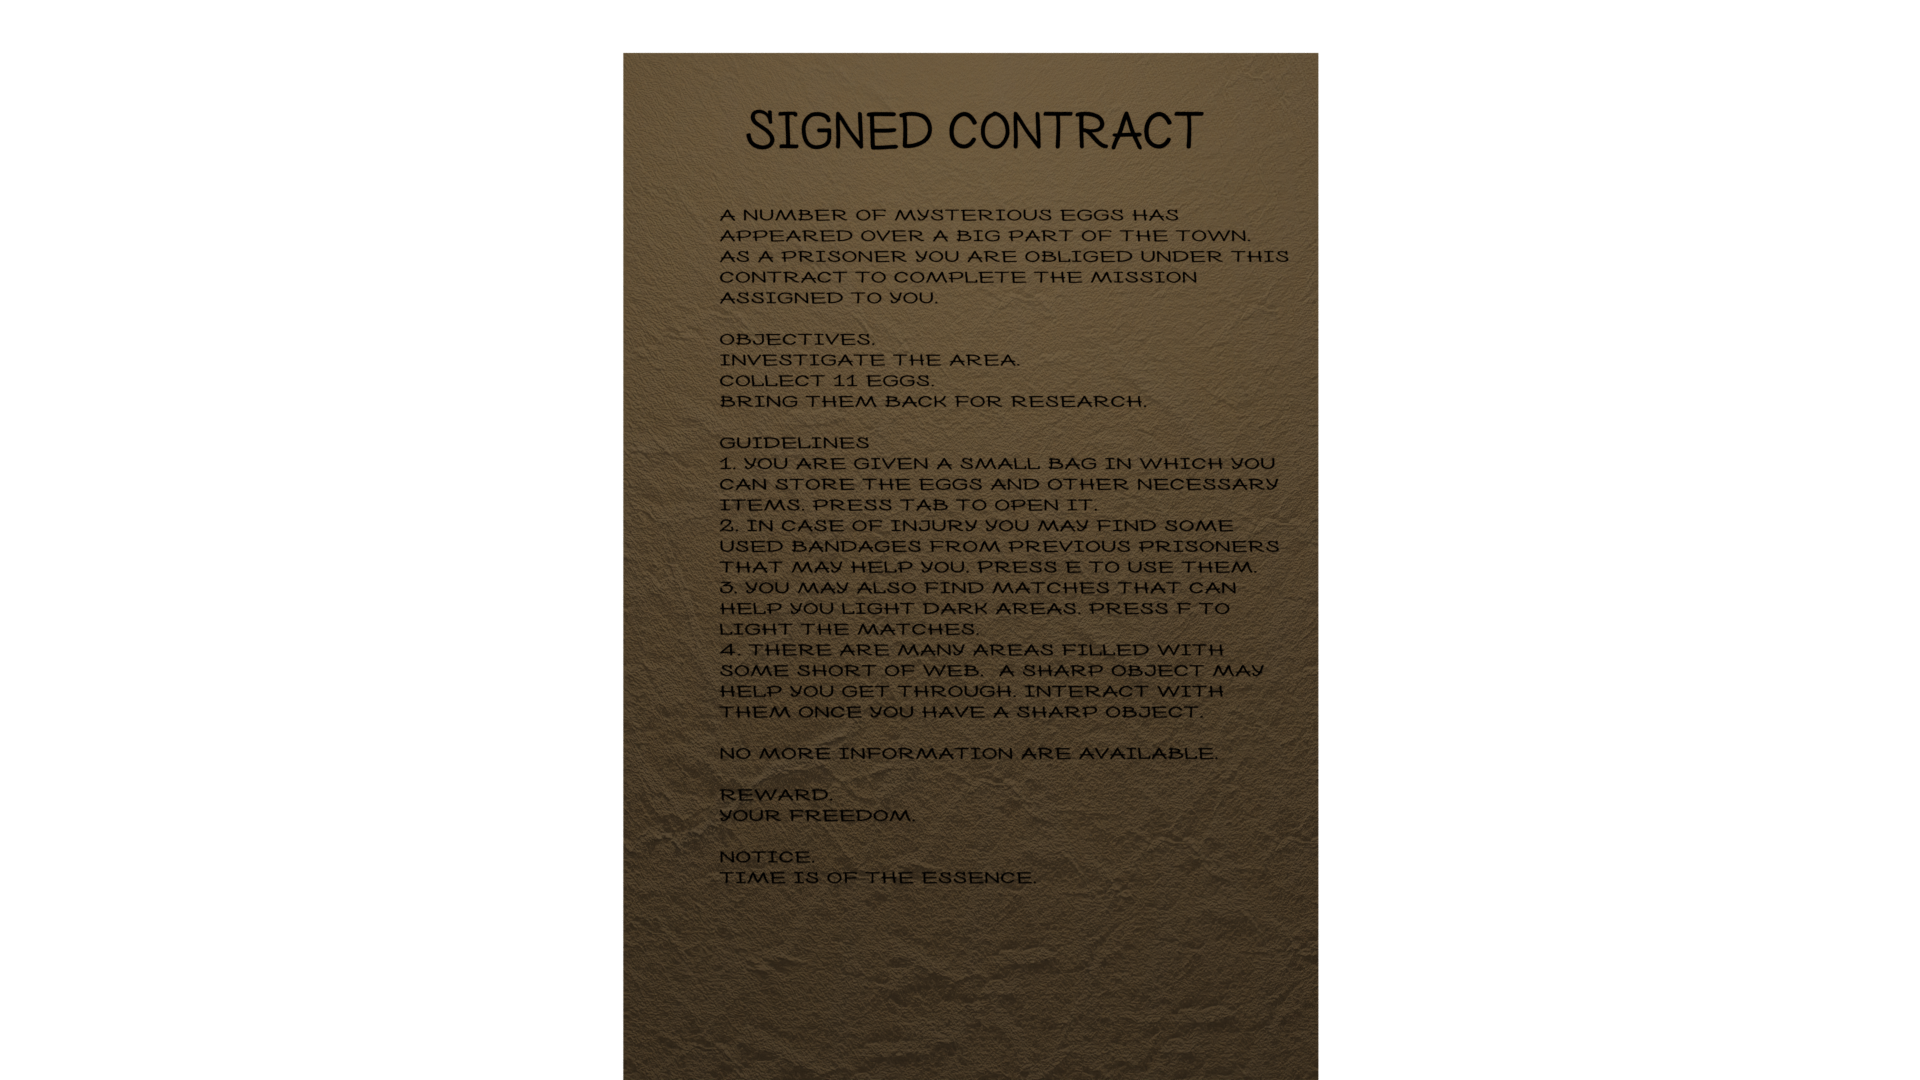 SIGNED CONTRACT
A NUMBER OF MYSTERIOUS EGGS HAS
APPEARED OVER A BIG PART OF THE TOWN.
AS A PRISONER YOU ARE OBLIGED UNDER THIS
CONTRACT TO COMPLETE THE MISSION
ASSIGNED TO YOU.
OBJECTIVES.
INVESTIGATE THE AREA.
COLLECT 11 EGGS.
BRING THEM BACK FOR RESEARCH.
GUIDELINES
1. YOU ARE GIVEN A SMALL BAG IN WHICH YOU
CAN STORE THE EGGS AND OTHER NECESSARY
ITEMS. PRESS TAB TO OPEN IT.
2. IN CASE OF INJURY YOU MAY FIND SOME
USED BANDAGES FROM PREVIOUS PRISONERS
THAT MAY HELP YOU. PRESS E TO USE THEM.
3. YOU MAY ALSO FIND MATCHES THAT CAN
HELP YOU LIGHT DARK AREAS. PRESS F TO
LIGHT THE MATCHES.
4. THERE ARE MANY AREAS FILLED WITH
SOME SHORT OF WEB.  A SHARP OBJECT MAY
HELP YOU GET THROUGH. INTERACT WITH
THEM ONCE YOU HAVE A SHARP OBJECT.
NO MORE INFORMATION ARE AVAILABLE.
REWARD.
YOUR FREEDOM.
NOTICE.
TIME IS OF THE ESSENCE.